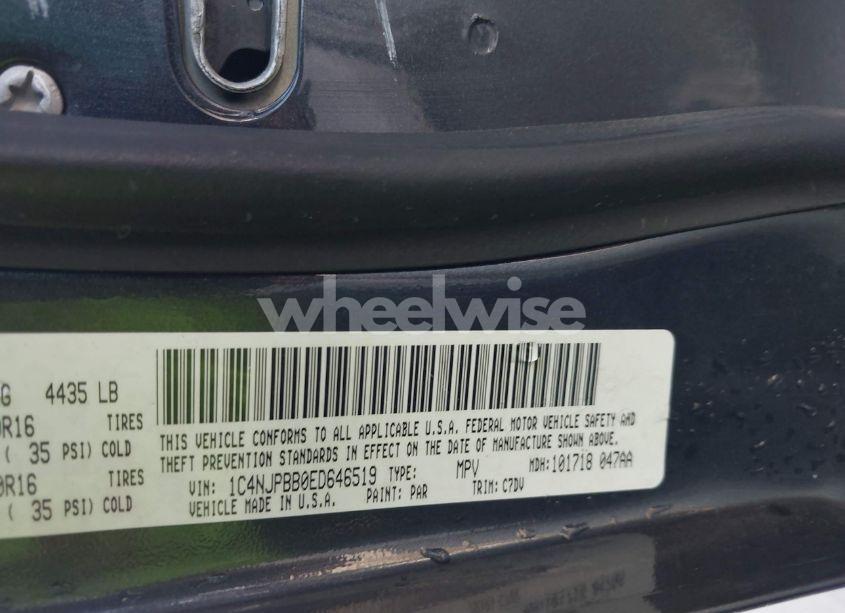 wheelwise
G 4435 LB
0R16 TIRES
( 35 PSI) COLD
0R16 TIRES
( 35 PSI) COLD
THIS VEHICLE CONFORMS TO ALL APPLICABLE U.S.A. FEDERAL MOTOR VEHICLE SAFETY AND
THEFT PREVENTION STANDARDS IN EFFECT ON THE DATE OF MANUFACTURE SHOWN ABOVE.
VIN: 1C4NJPBB0ED646519 TYPE: MPV MDH:101718 047AA
VEHICLE MADE IN U.S.A. PAINT: PAR TRIM: C7DV